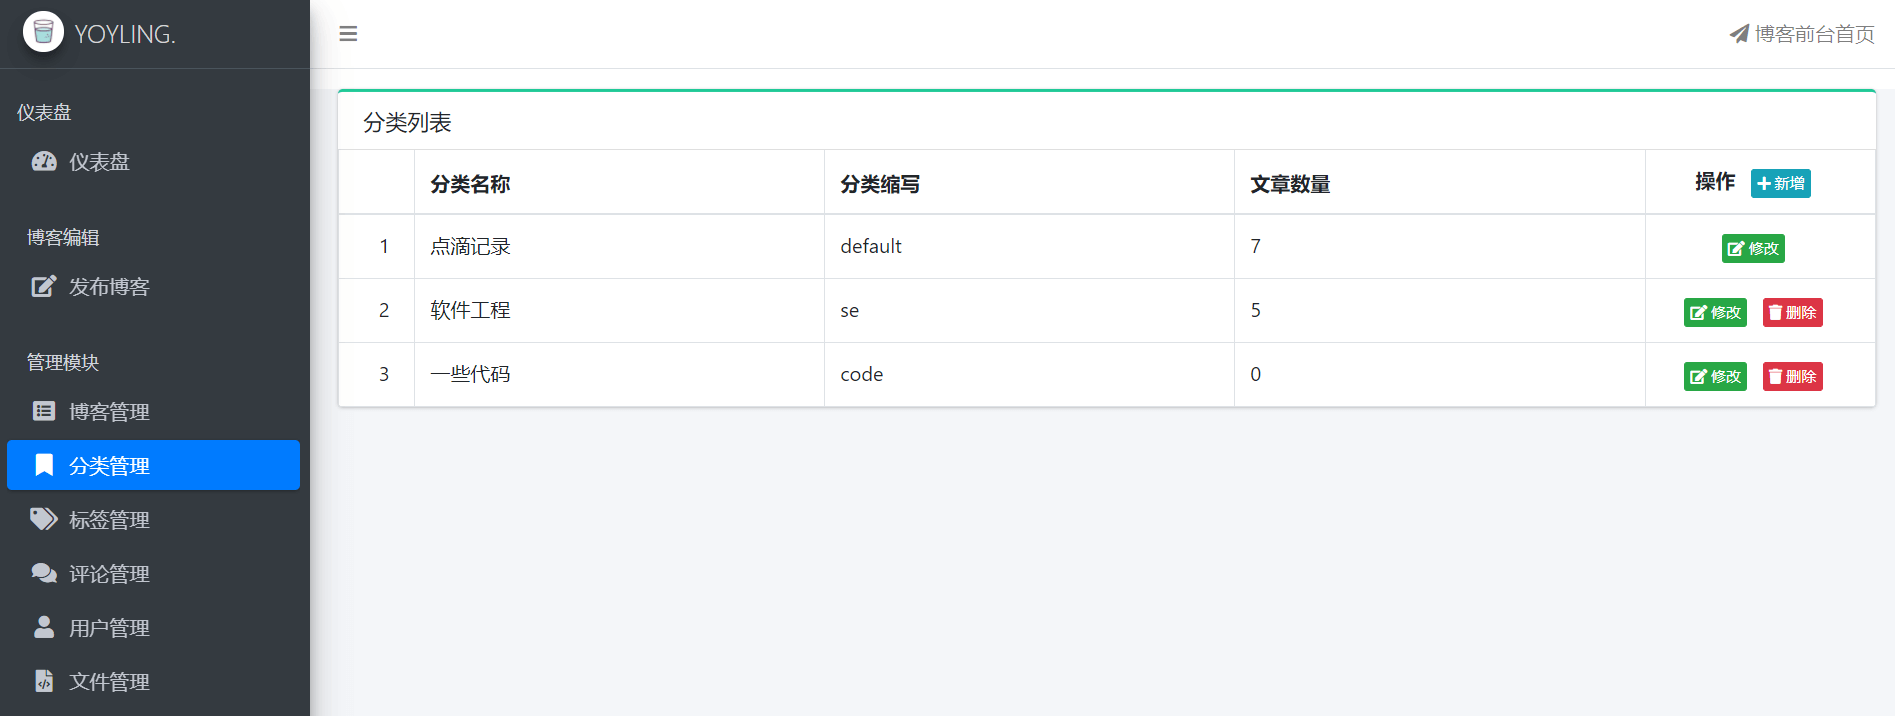 YOYLING.
博客前台首页
仪表盘
仪表盘
博客编辑
发布博客
管理模块
博客管理
分类管理
标签管理
评论管理
用户管理
文件管理
分类列表
分类名称 分类缩写 文章数量 操作 新增
1 点滴记录 default 7 修改
2 软件工程 se 5 修改 删除
3 一些代码 code 0 修改 删除